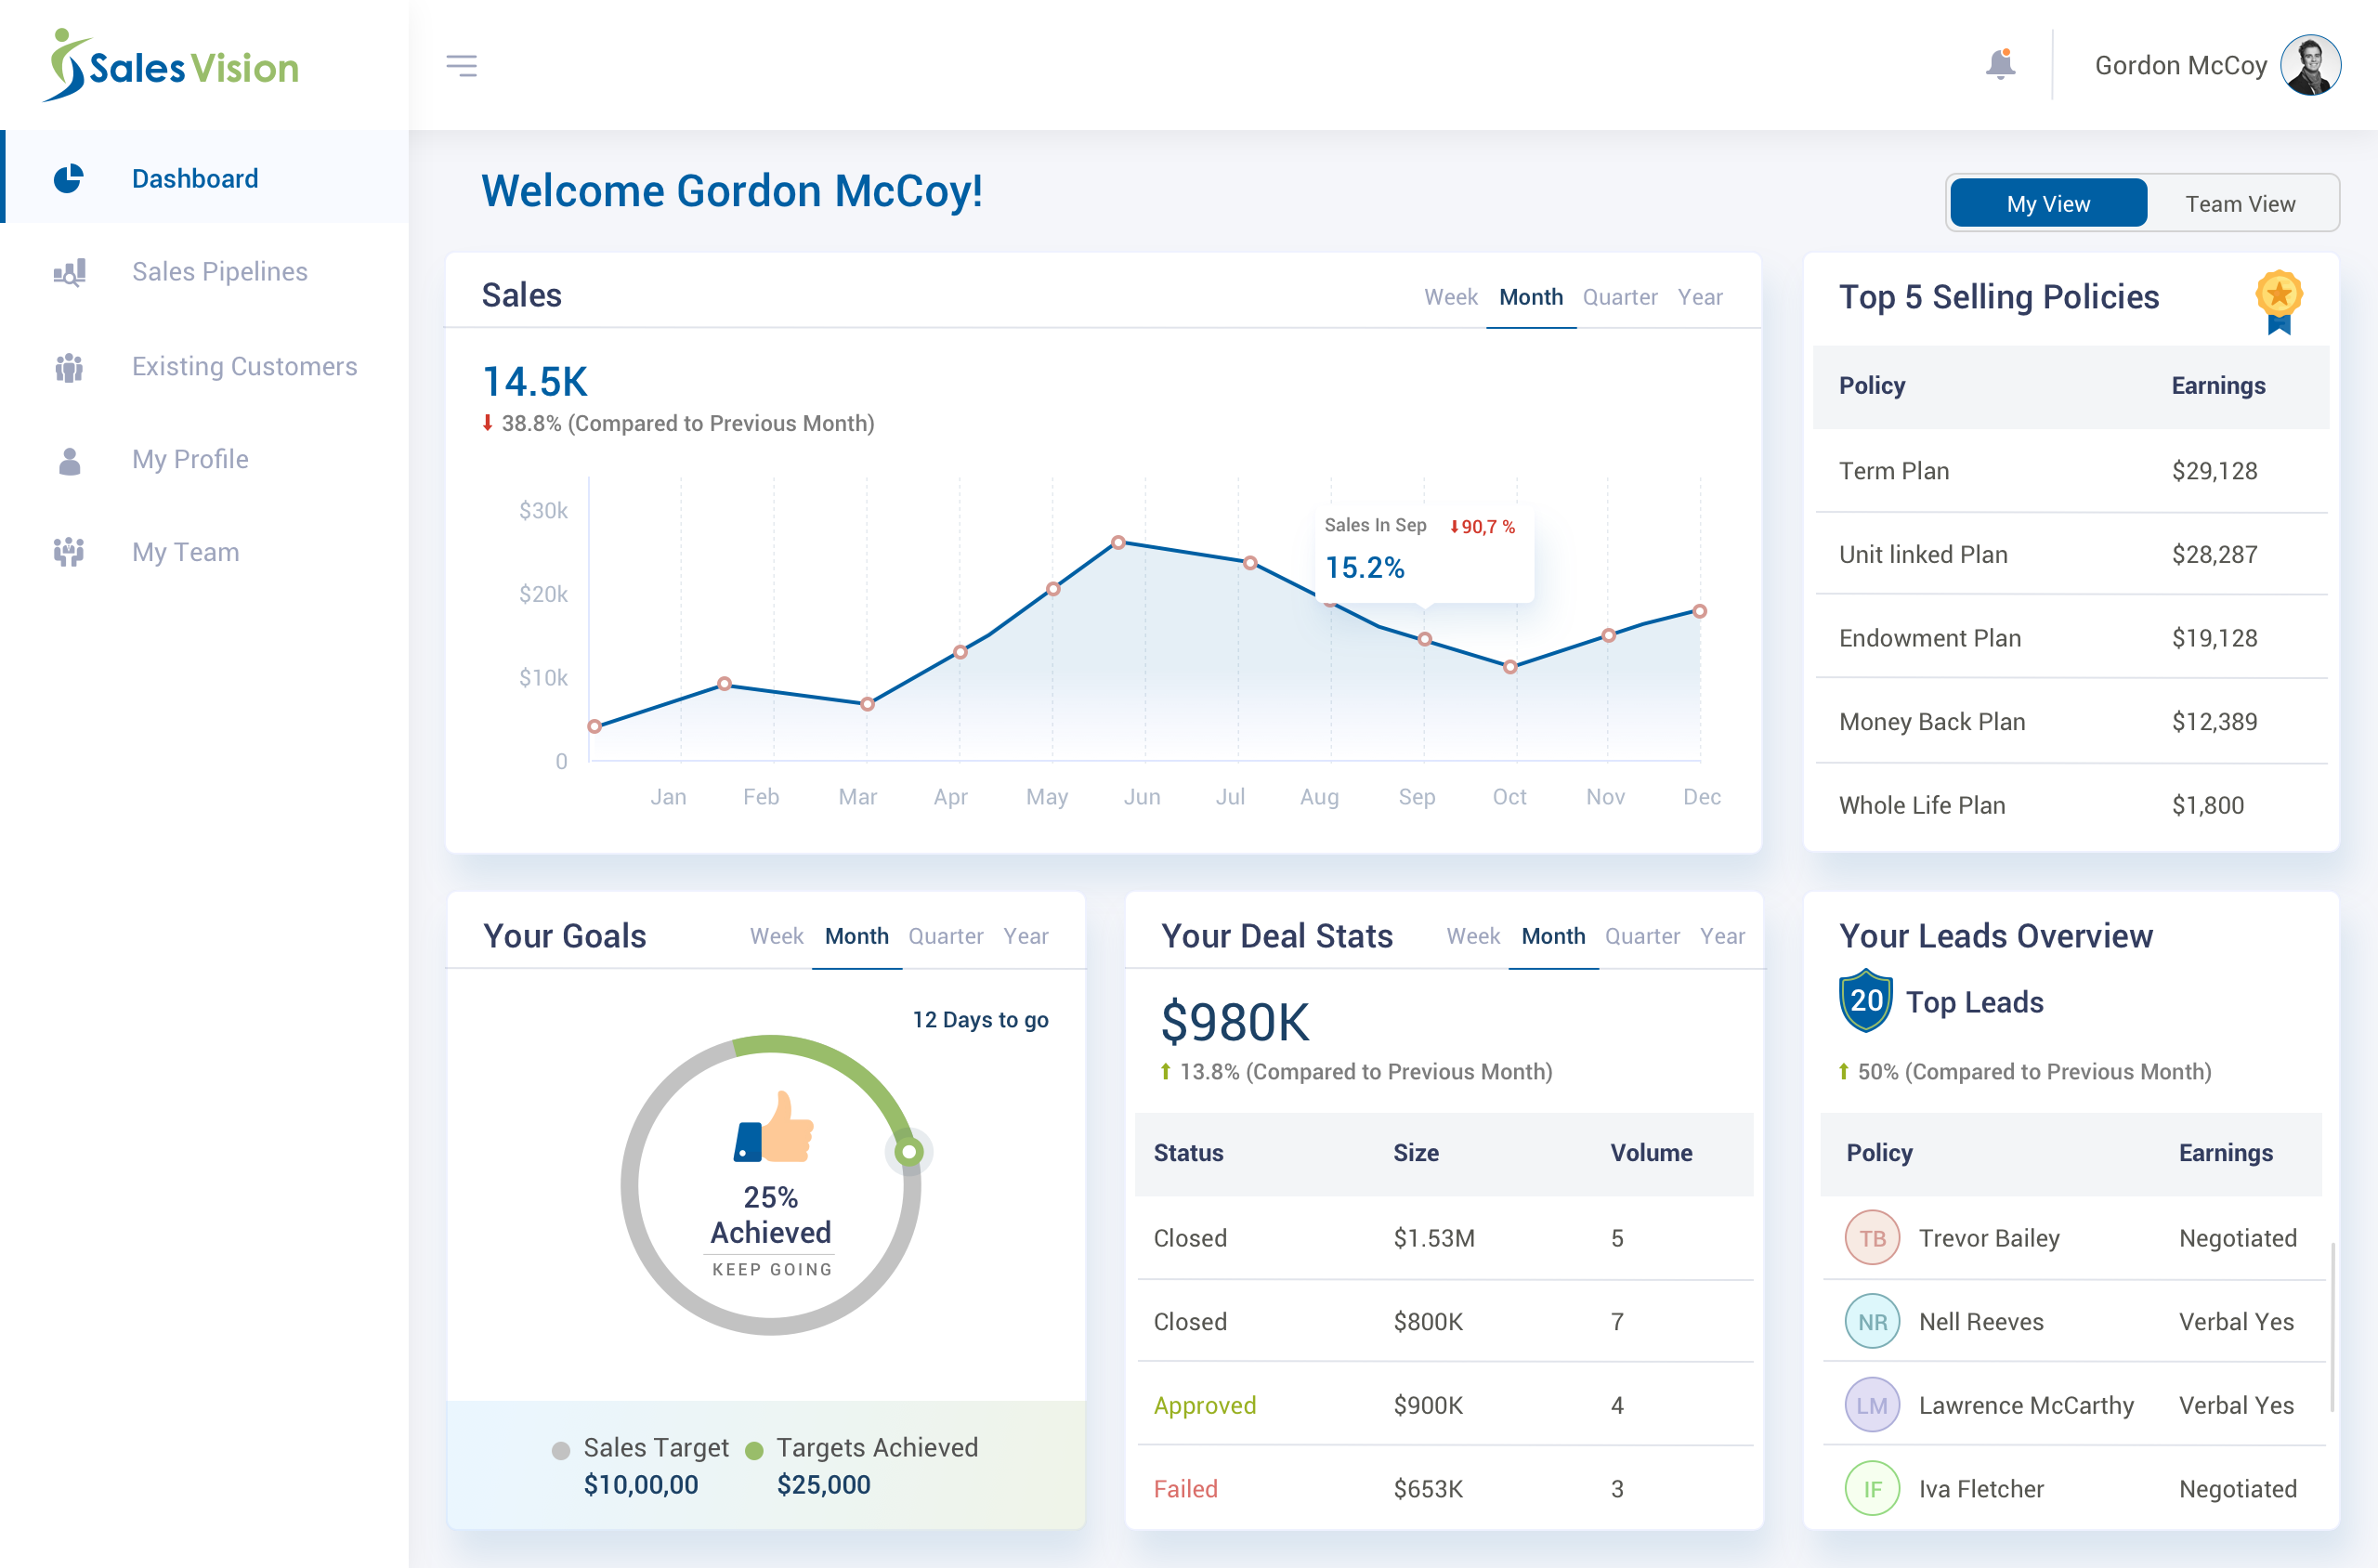 Sales Vision
Gordon McCoy
Dashboard
Sales Pipelines
Existing Customers
My Profile
My Team
Welcome Gordon McCoy!
My View Team View
Sales
Week Month Quarter Year
14.5K
38.8% (Compared to Previous Month)
$30k
$20k
$10k
0
Sales In Sep 90,7 %
15.2%
Jan Feb Mar Apr May Jun Jul Aug Sep Oct Nov Dec
Top 5 Selling Policies
Policy Earnings
Term Plan $29,128
Unit linked Plan $28,287
Endowment Plan $19,128
Money Back Plan $12,389
Whole Life Plan $1,800
Your Goals
Week Month Quarter Year
12 Days to go
25%
Achieved
KEEP GOING
Sales Target Targets Achieved
$10,00,00 $25,000
Your Deal Stats
Week Month Quarter Year
$980K
13.8% (Compared to Previous Month)
Status Size Volume
Closed $1.53M 5
Closed $800K 7
Approved $900K 4
Failed $653K 3
Your Leads Overview
20 Top Leads
50% (Compared to Previous Month)
Policy Earnings
TB Trevor Bailey Negotiated
NR Nell Reeves Verbal Yes
LM Lawrence McCarthy Verbal Yes
IF Iva Fletcher Negotiated